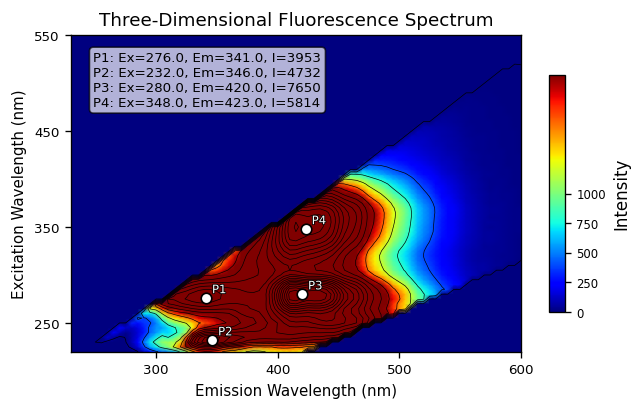 Three-Dimensional Fluorescence Spectrum
550
450
350
250
Excitation Wavelength (nm)
P1: Ex=276.0, Em=341.0, I=3953
P2: Ex=232.0, Em=346.0, I=4732
P3: Ex=280.0, Em=420.0, I=7650
P4: Ex=348.0, Em=423.0, I=5814
P4
P1
P3
P2
300
400
500
600
Emission Wavelength (nm)
1000
750
500
250
0
Intensity